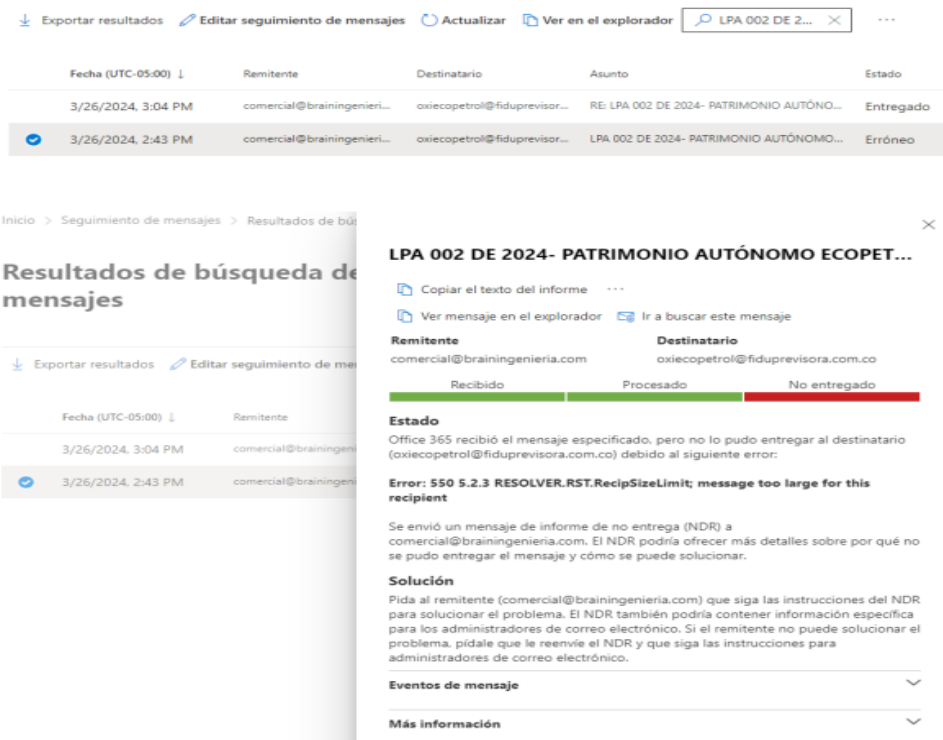 Exportar resultados Editar seguimiento de mensajes Actualizar Ver en el explorador LPA 002 DE 2... ...
Fecha (UTC-05:00) ↓ Remitente Destinatario Asunto Estado
3/26/2024, 3:04 PM comercial@brainingenieri... oxiecopetrol@fiduprevisor... RE: LPA 002 DE 2024- PATRIMONIO AUTÓNO... Entregado
3/26/2024, 2:43 PM comercial@brainingenieri... oxiecopetrol@fiduprevisor... LPA 002 DE 2024- PATRIMONIO AUTÓNOMO... Erróneo
Inicio > Seguimiento de mensajes > Resultados de bús
Resultados de búsqueda de
mensajes
Exportar resultados Editar seguimiento de me
Fecha (UTC-05:00) ↓ Remitente
3/26/2024, 3:04 PM comercial@brainingeni
3/26/2024, 2:43 PM comercial@brainingeni
LPA 002 DE 2024- PATRIMONIO AUTÓNOMO ECOPET...
Copiar el texto del informe ...
Ver mensaje en el explorador Ir a buscar este mensaje
Remitente Destinatario
comercial@brainingenieria.com oxiecopetrol@fiduprevisora.com.co
Recibido Procesado No entregado
Estado
Office 365 recibió el mensaje especificado, pero no lo pudo entregar al destinatario
(oxiecopetrol@fiduprevisora.com.co) debido al siguiente error:
Error: 550 5.2.3 RESOLVER.RST.RecipSizeLimit; message too large for this
recipient
Se envió un mensaje de informe de no entrega (NDR) a
comercial@brainingenieria.com. El NDR podría ofrecer más detalles sobre por qué no
se pudo entregar el mensaje y cómo se puede solucionar.
Solución
Pida al remitente (comercial@brainingenieria.com) que siga las instrucciones del NDR
para solucionar el problema. El NDR también podría contener información específica
para los administradores de correo electrónico. Si el remitente no puede solucionar el
problema, pídale que le reenvíe el NDR y que siga las instrucciones para
administradores de correo electrónico.
Eventos de mensaje
Más información